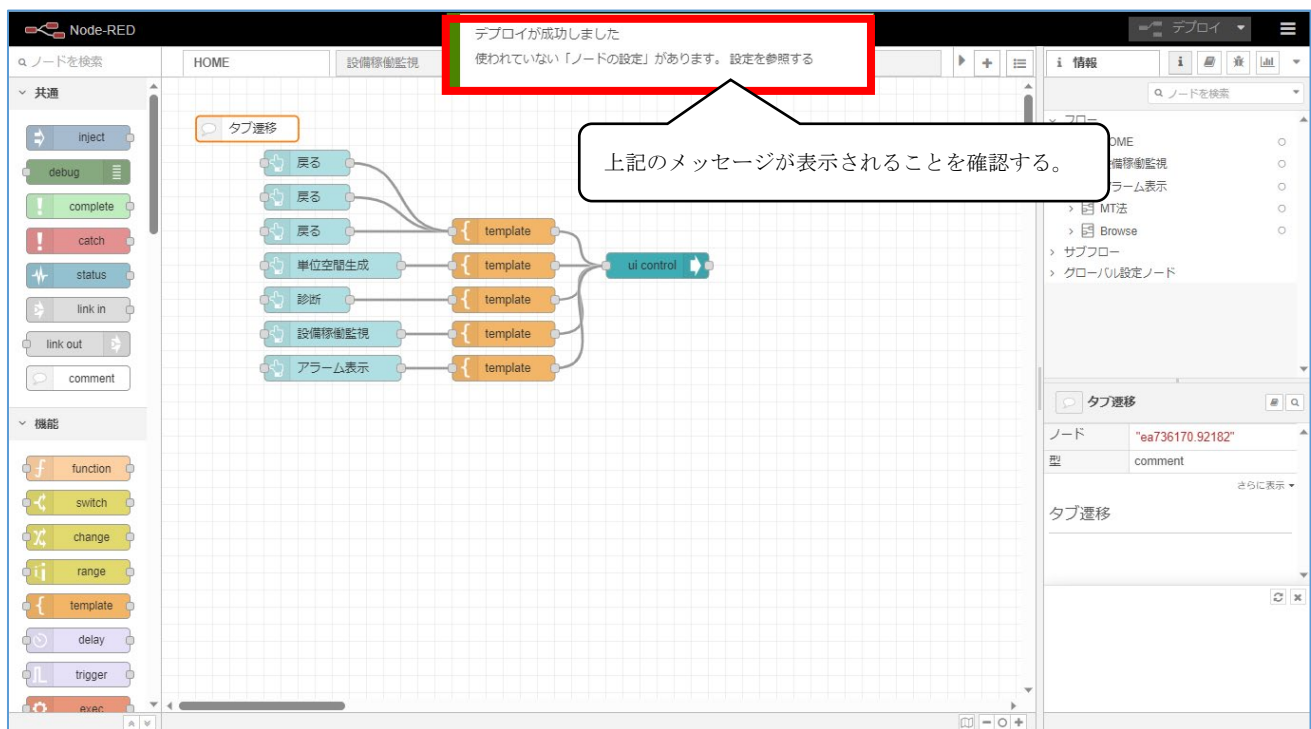 Node-RED
デプロイ
デプロイが成功しました
使われていない「ノードの設定」があります。 設定を参照する
ノードを検索
HOME
設備稼働監視
i 情報
ノードを検索
上記のメッセージが表示されることを確認する。
共通
inject
debug
complete
catch
status
link in
link out
comment
機能
function
switch
change
range
template
delay
trigger
exec
タブ遷移
戻る
戻る
戻る
template
単位空間生成
template
ui control
診断
template
設備稼働監視
template
アラーム表示
template
フロー
MT法
Browse
サブフロー
グローバル設定ノード
タブ遷移
ノード
"ea736170.92182"
型
comment
さらに表示
タブ遷移